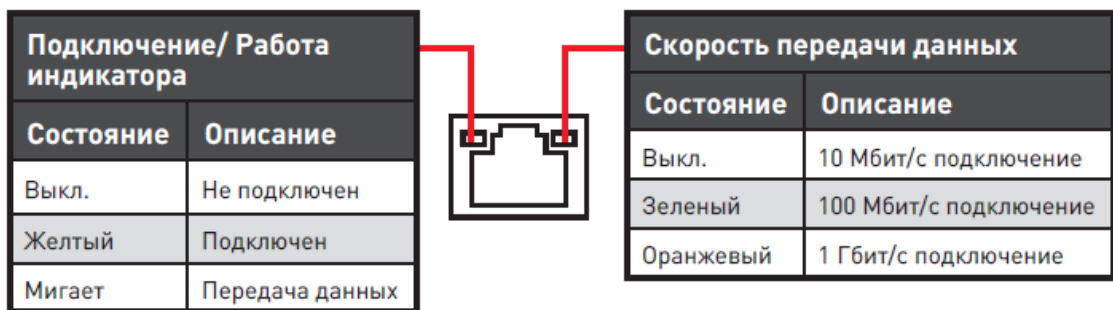 Подключение/ Работа
индикатора
Состояние Описание
Выкл. Не подключен
Желтый Подключен
Мигает Передача данных
Скорость передачи данных
Состояние Описание
Выкл. 10 Мбит/с подключение
Зеленый 100 Мбит/с подключение
Оранжевый 1 Гбит/с подключение